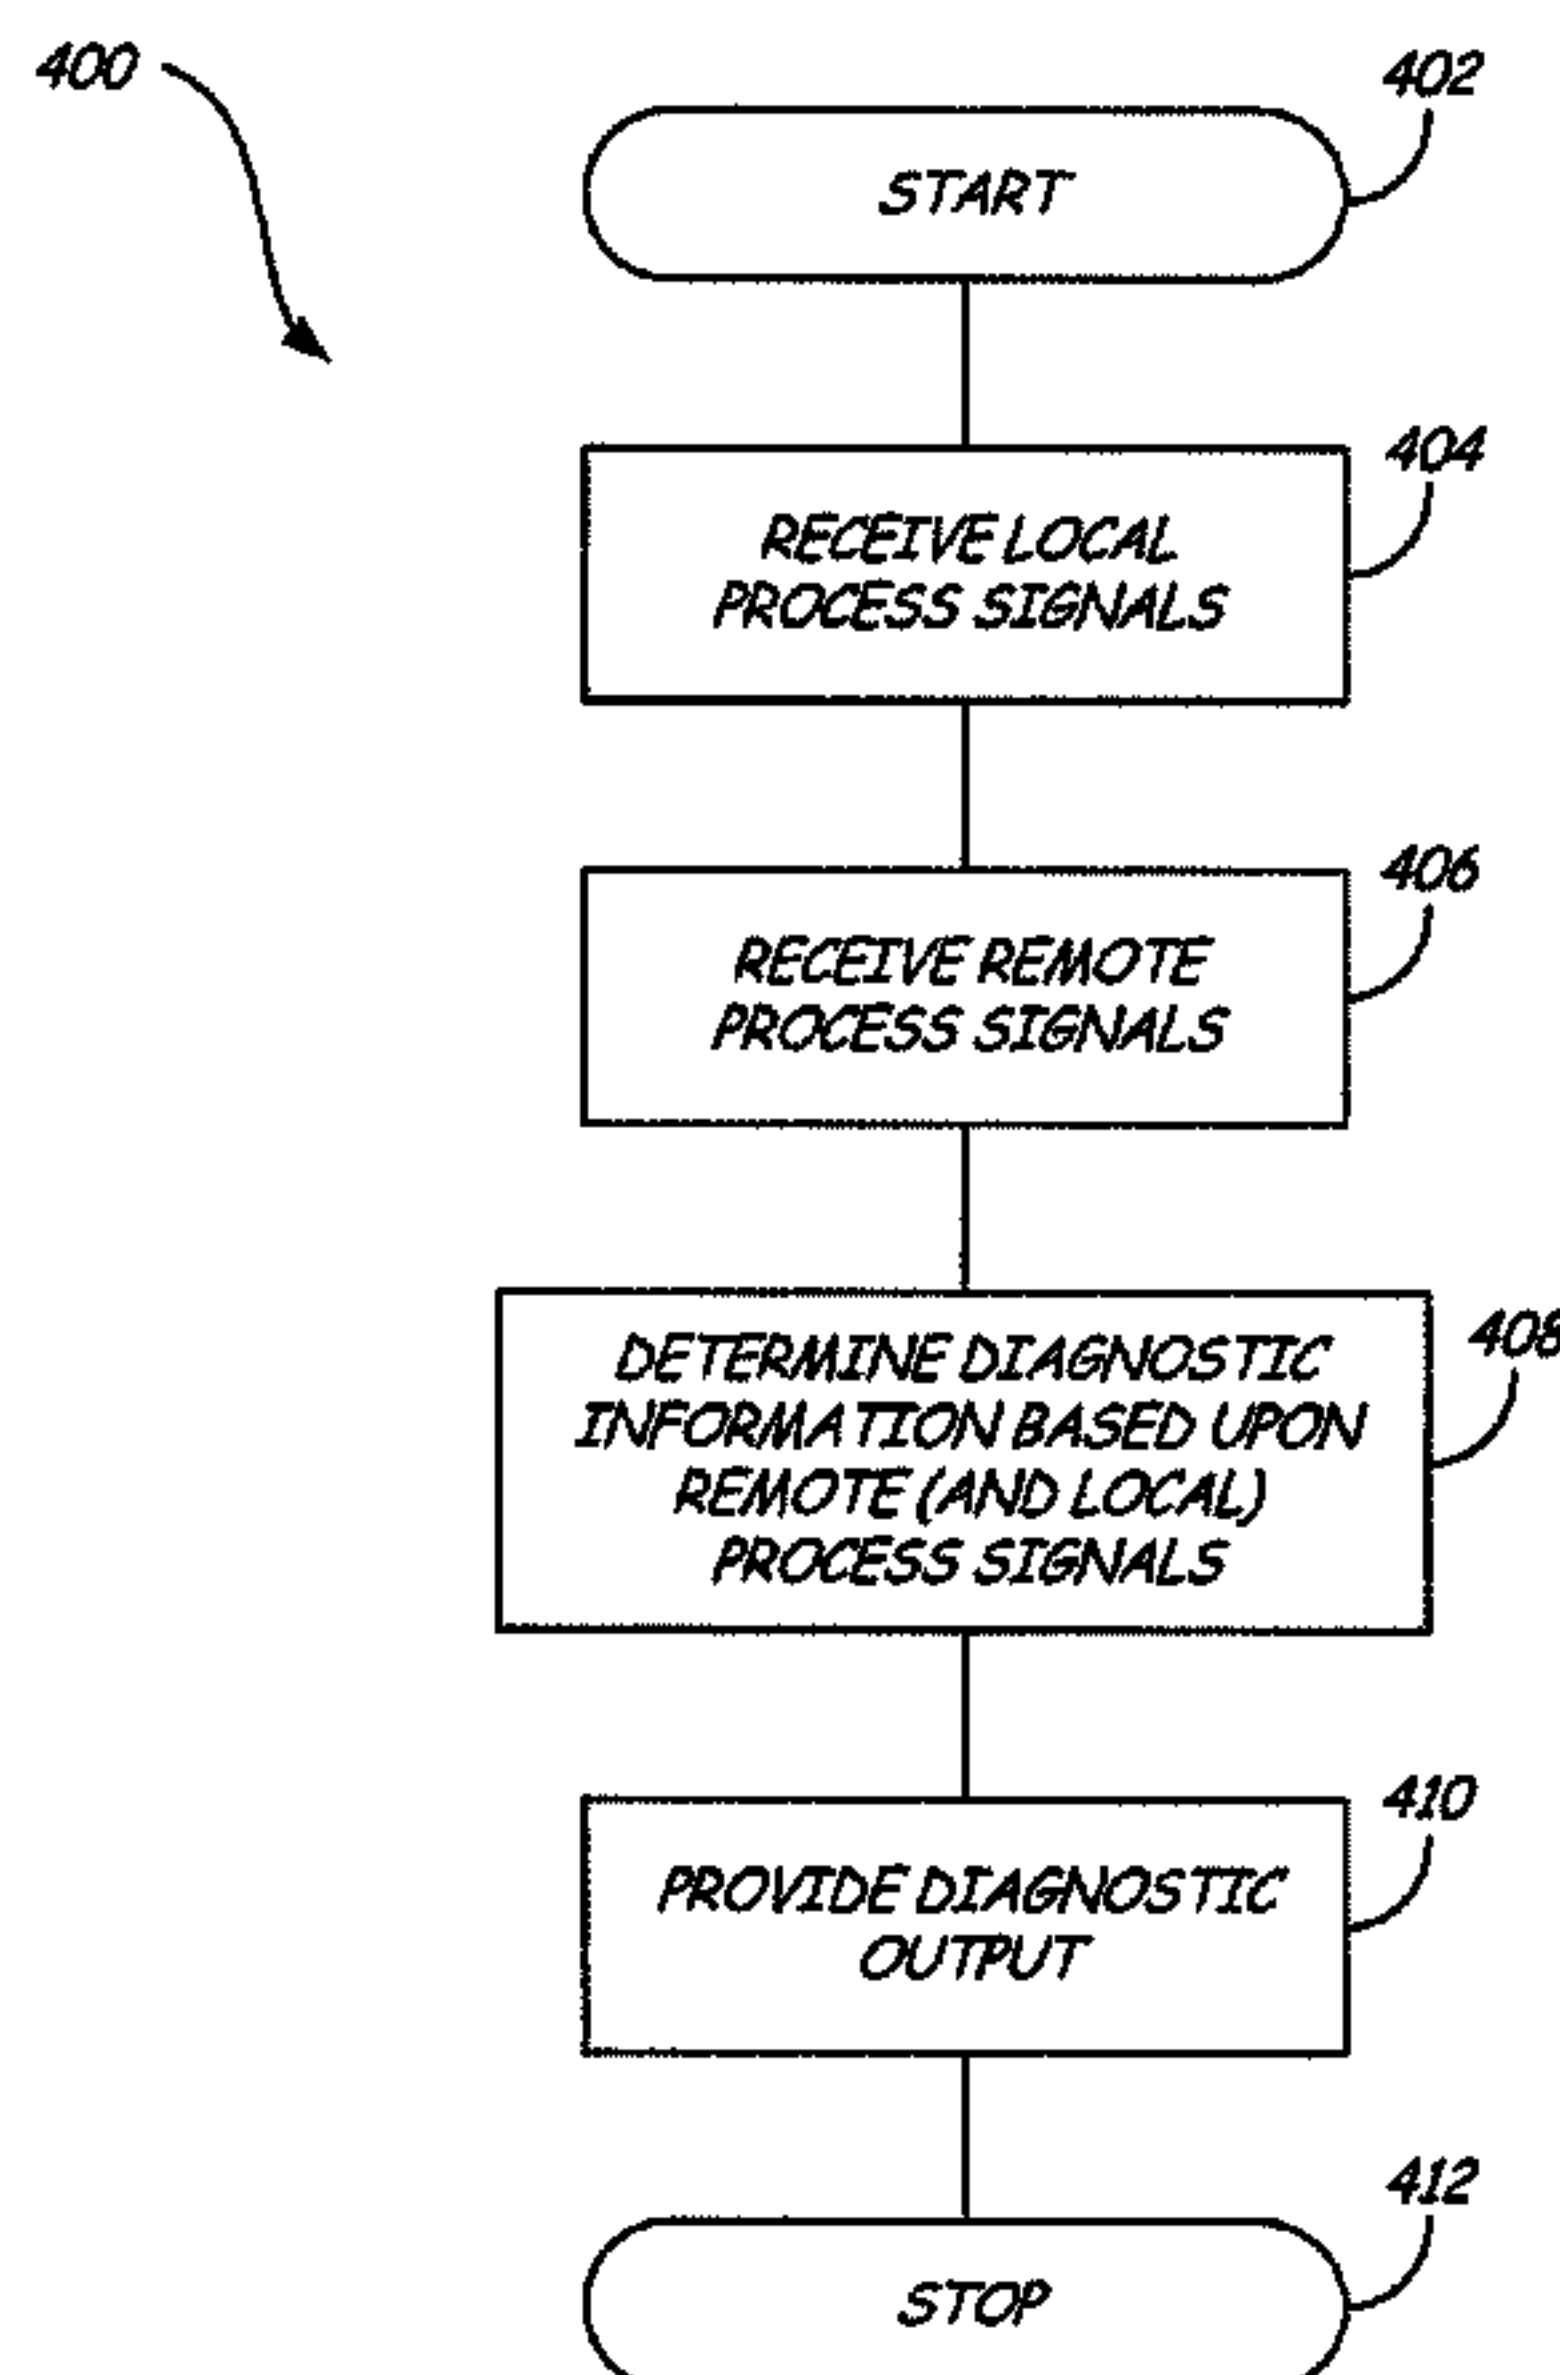 400
402
START
404
RECEIVE LOCAL
PROCESS SIGNALS
406
RECEIVE REMOTE
PROCESS SIGNALS
408
DETERMINE DIAGNOSTIC
INFORMATION BASED UPON
REMOTE (AND LOCAL)
PROCESS SIGNALS
410
PROVIDE DIAGNOSTIC
OUTPUT
412
STOP